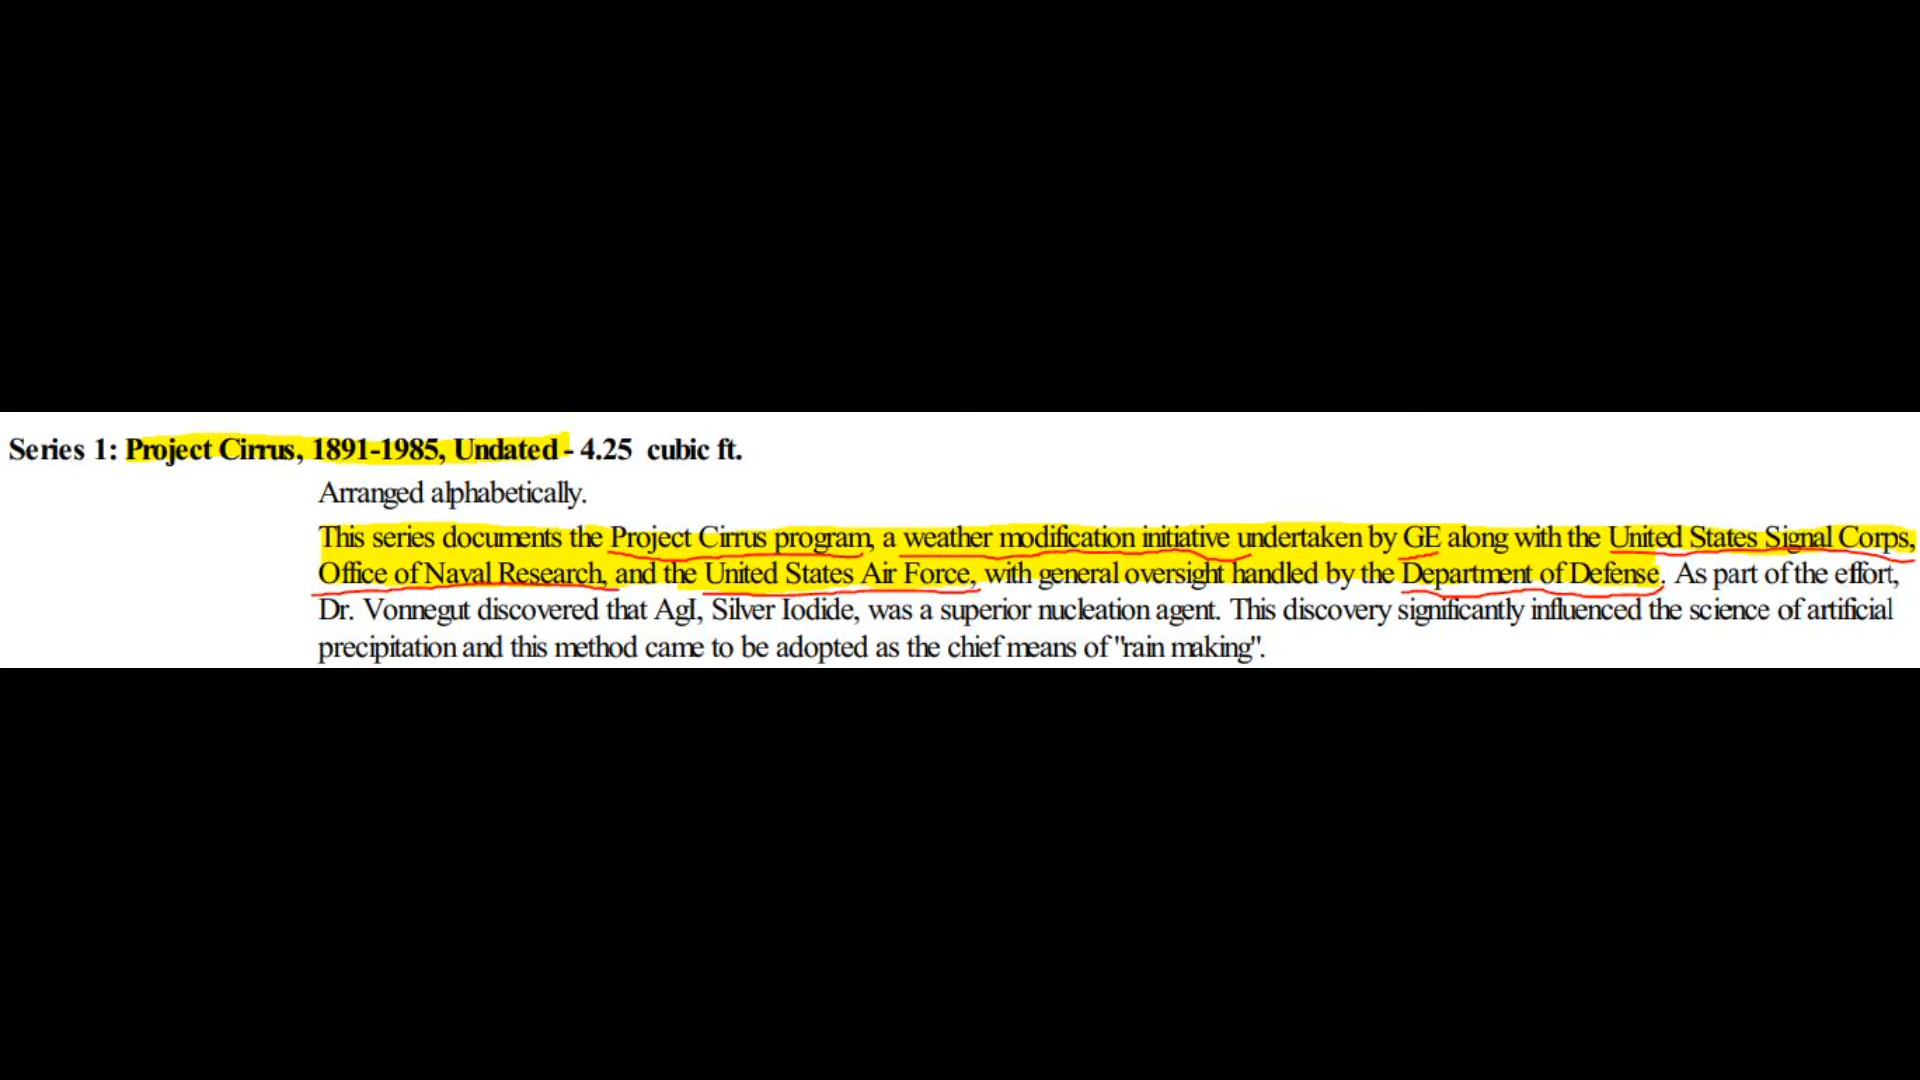 Series 1: Project Cirrus, 1891-1985, Undated - 4.25 cubic ft.
Arranged alphabetically.
This series documents the Project Cirrus program, a weather modification initiative undertaken by GE along with the United States Signal Corps,
Office of Naval Research, and the United States Air Force, with general oversight handled by the Department of Defense. As part of the effort,
Dr. Vonnegut discovered that AgI, Silver Iodide, was a superior nucleation agent. This discovery significantly influenced the science of artificial
precipitation and this method came to be adopted as the chief means of "rain making".